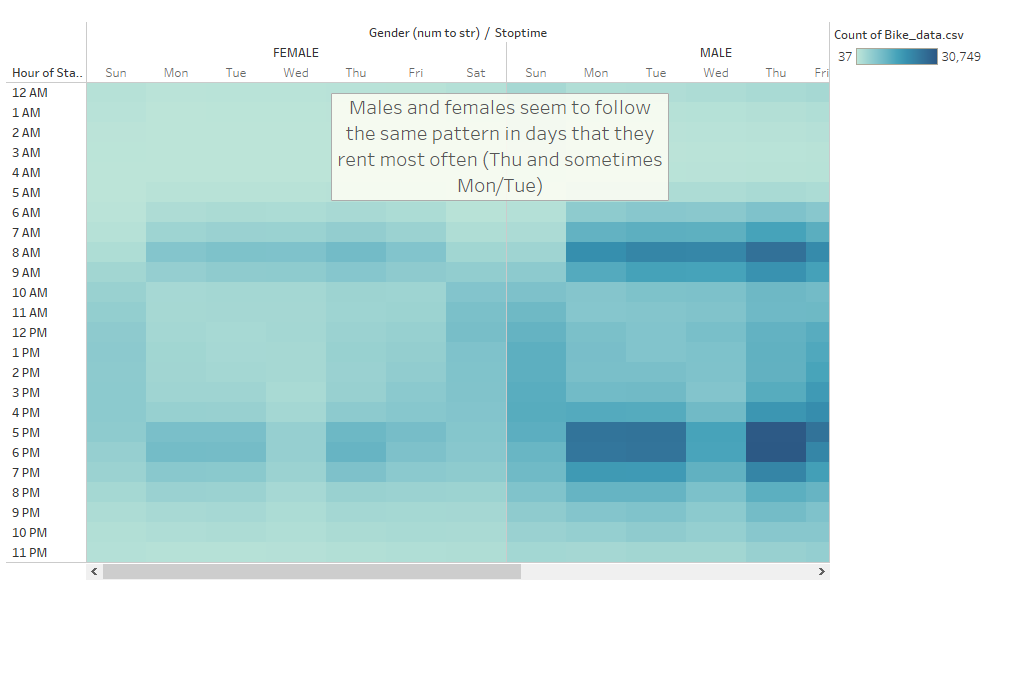 Gender (num to str) / Stoptime
Count of Bike_data.csv
37 30,749
FEMALE MALE
Hour of Sta.. Sun Mon Tue Wed Thu Fri Sat Sun Mon Tue Wed Thu Fri
12 AM
1 AM
2 AM
3 AM
4 AM
5 AM
6 AM
7 AM
8 AM
9 AM
10 AM
11 AM
12 PM
1 PM
2 PM
3 PM
4 PM
5 PM
6 PM
7 PM
8 PM
9 PM
10 PM
11 PM
Males and females seem to follow
the same pattern in days that they
rent most often (Thu and sometimes
Mon/Tue)